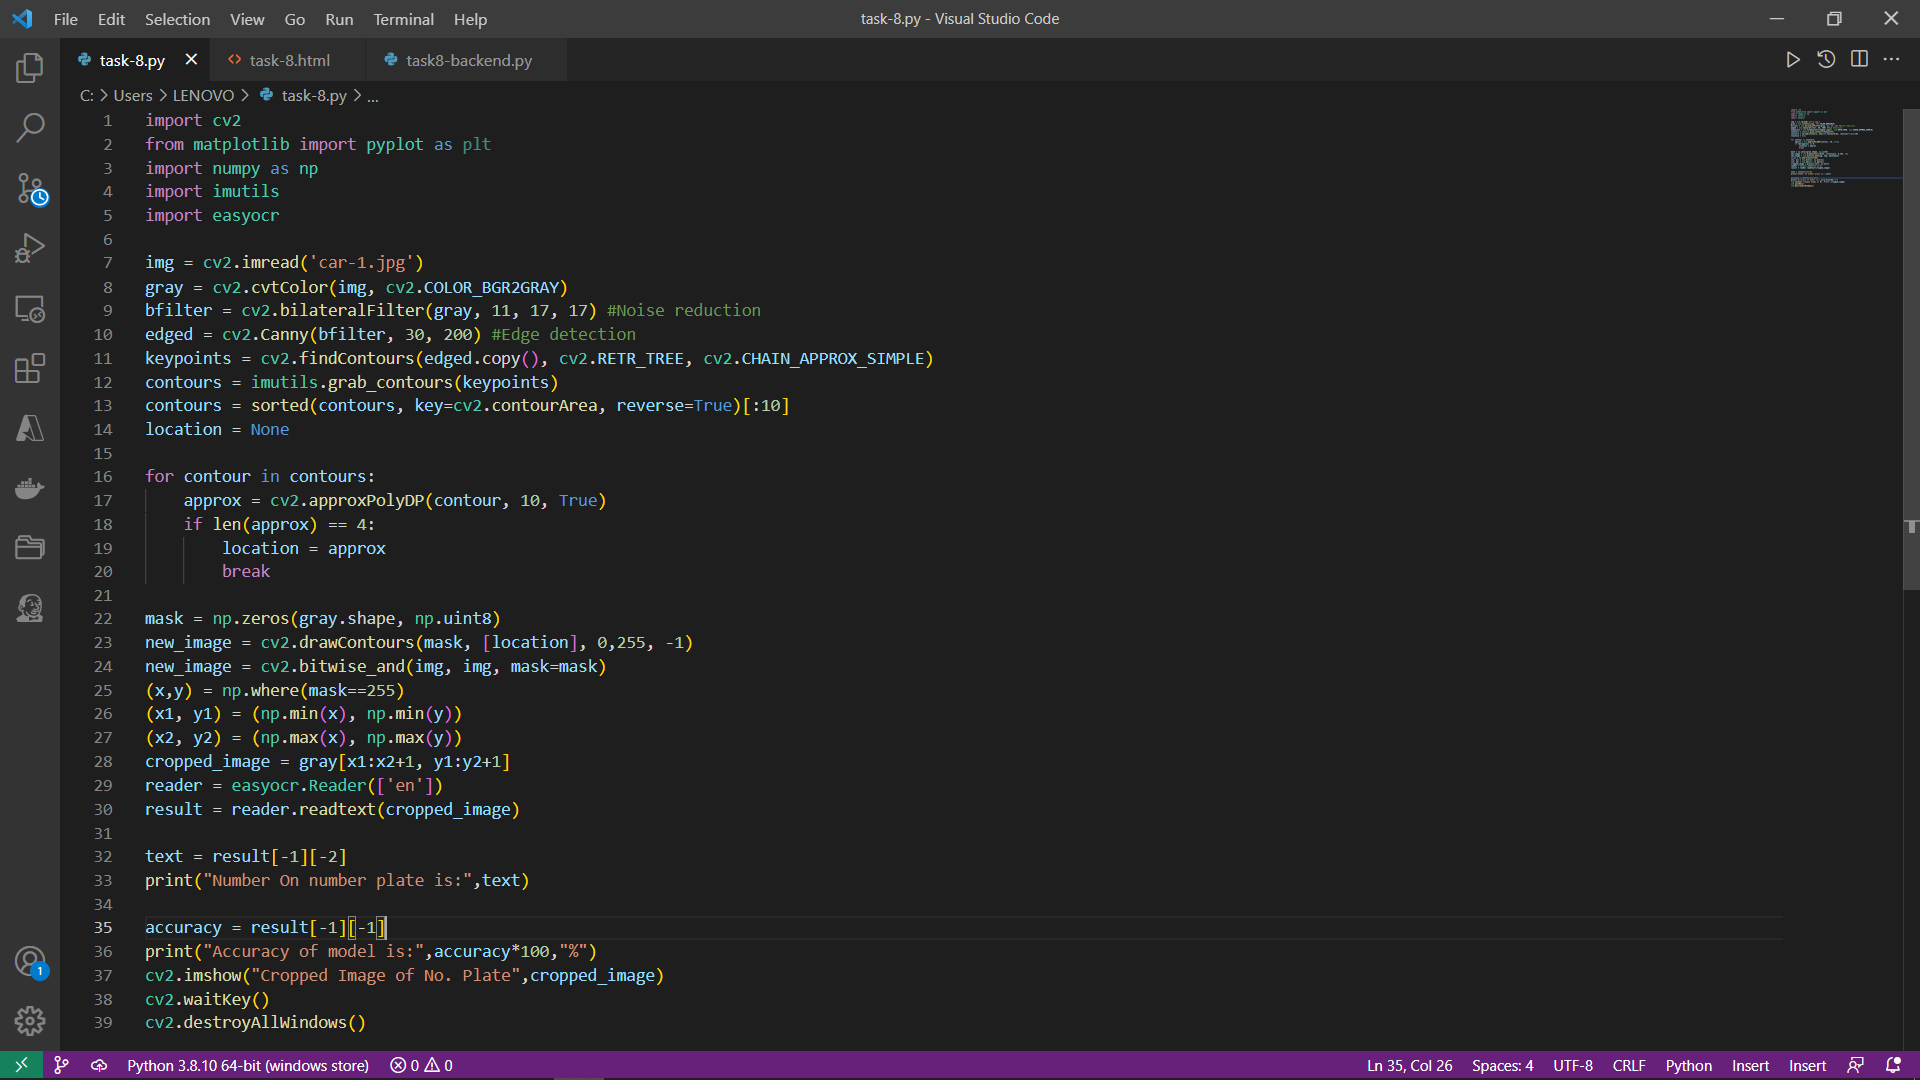 File Edit Selection View Go Run Terminal Help
task-8.py - Visual Studio Code
task-8.py
task-8.html
task8-backend.py
C: > Users > LENOVO > task-8.py > ...
1 import cv2
2 from matplotlib import pyplot as plt
3 import numpy as np
4 import imutils
5 import easyocr
6
7 img = cv2.imread('car-1.jpg')
8 gray = cv2.cvtColor(img, cv2.COLOR_BGR2GRAY)
9 bfilter = cv2.bilateralFilter(gray, 11, 17, 17) #Noise reduction
10 edged = cv2.Canny(bfilter, 30, 200) #Edge detection
11 keypoints = cv2.findContours(edged.copy(), cv2.RETR_TREE, cv2.CHAIN_APPROX_SIMPLE)
12 contours = imutils.grab_contours(keypoints)
13 contours = sorted(contours, key=cv2.contourArea, reverse=True)[:10]
14 location = None
15
16 for contour in contours:
17     approx = cv2.approxPolyDP(contour, 10, True)
18     if len(approx) == 4:
19         location = approx
20         break
21
22 mask = np.zeros(gray.shape, np.uint8)
23 new_image = cv2.drawContours(mask, [location], 0,255, -1)
24 new_image = cv2.bitwise_and(img, img, mask=mask)
25 (x,y) = np.where(mask==255)
26 (x1, y1) = (np.min(x), np.min(y))
27 (x2, y2) = (np.max(x), np.max(y))
28 cropped_image = gray[x1:x2+1, y1:y2+1]
29 reader = easyocr.Reader(['en'])
30 result = reader.readtext(cropped_image)
31
32 text = result[-1][-2]
33 print("Number On number plate is:",text)
34
35 accuracy = result[-1][-1]
36 print("Accuracy of model is:",accuracy*100,"%")
37 cv2.imshow("Cropped Image of No. Plate",cropped_image)
38 cv2.waitKey()
39 cv2.destroyAllWindows()
1
Python 3.8.10 64-bit (windows store) 0 0 Ln 35, Col 26 Spaces: 4 UTF-8 CRLF Python Insert Insert